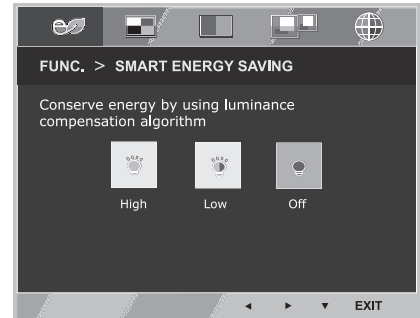 FUNC. > SMART ENERGY SAVING
Conserve energy by using luminance
compensation algorithm
High Low Off
EXIT